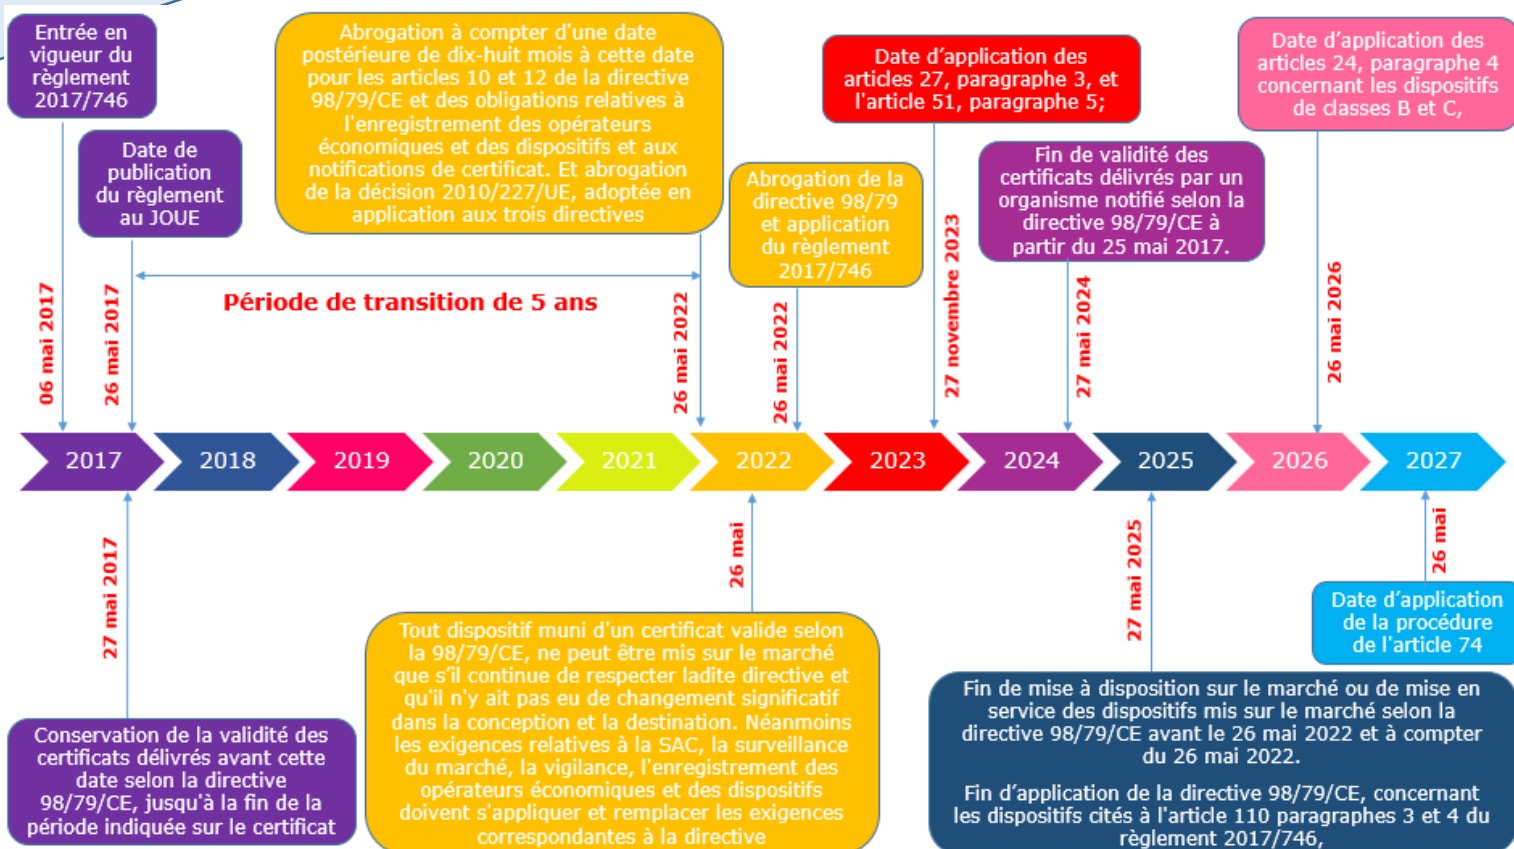 Entrée en
vigueur du
règlement
2017/746
Date de
publication
du règlement
au JOUE
Abrogation à compter d'une date
postérieure de dix-huit mois à cette date
pour les articles 10 et 12 de la directive
98/79/CE et des obligations relatives à
l'enregistrement des opérateurs
économiques et des dispositifs et aux
notifications de certificat. Et abrogation
de la décision 2010/227/UE, adoptée en
application aux trois directives
Abrogation de la
directive 98/79
et application
du règlement
2017/746
Date d’application des
articles 27, paragraphe 3, et
l'article 51, paragraphe 5;
Fin de validité des
certificats délivrés par un
organisme notifié selon la
directive 98/79/CE à
partir du 25 mai 2017.
Date d’application des
articles 24, paragraphe 4
concernant les dispositifs
de classes B et C,
Période de transition de 5 ans
06 mai 2017
26 mai 2017
26 mai 2022
26 mai 2022
27 novembre 2023
27 mai 2024
26 mai 2026
2017
2018
2019
2020
2021
2022
2023
2024
2025
2026
2027
27 mai 2017
26 mai
27 mai 2025
26 mai
Conservation de la validité des
certificats délivrés avant cette
date selon la directive
98/79/CE, jusqu'à la fin de la
période indiquée sur le certificat
Tout dispositif muni d'un certificat valide selon
la 98/79/CE, ne peut être mis sur le marché
que s’il continue de respecter ladite directive et
qu'il n'y ait pas eu de changement significatif
dans la conception et la destination. Néanmoins
les exigences relatives à la SAC, la surveillance
du marché, la vigilance, l'enregistrement des
opérateurs économiques et des dispositifs
doivent s'appliquer et remplacer les exigences
correspondantes à la directive
Fin de mise à disposition sur le marché ou de mise en
service des dispositifs mis sur le marché selon la
directive 98/79/CE avant le 26 mai 2022 et à compter
du 26 mai 2022.
Fin d’application de la directive 98/79/CE, concernant
les dispositifs cités à l'article 110 paragraphes 3 et 4 du
règlement 2017/746,
Date d’application
de la procédure
de l'article 74